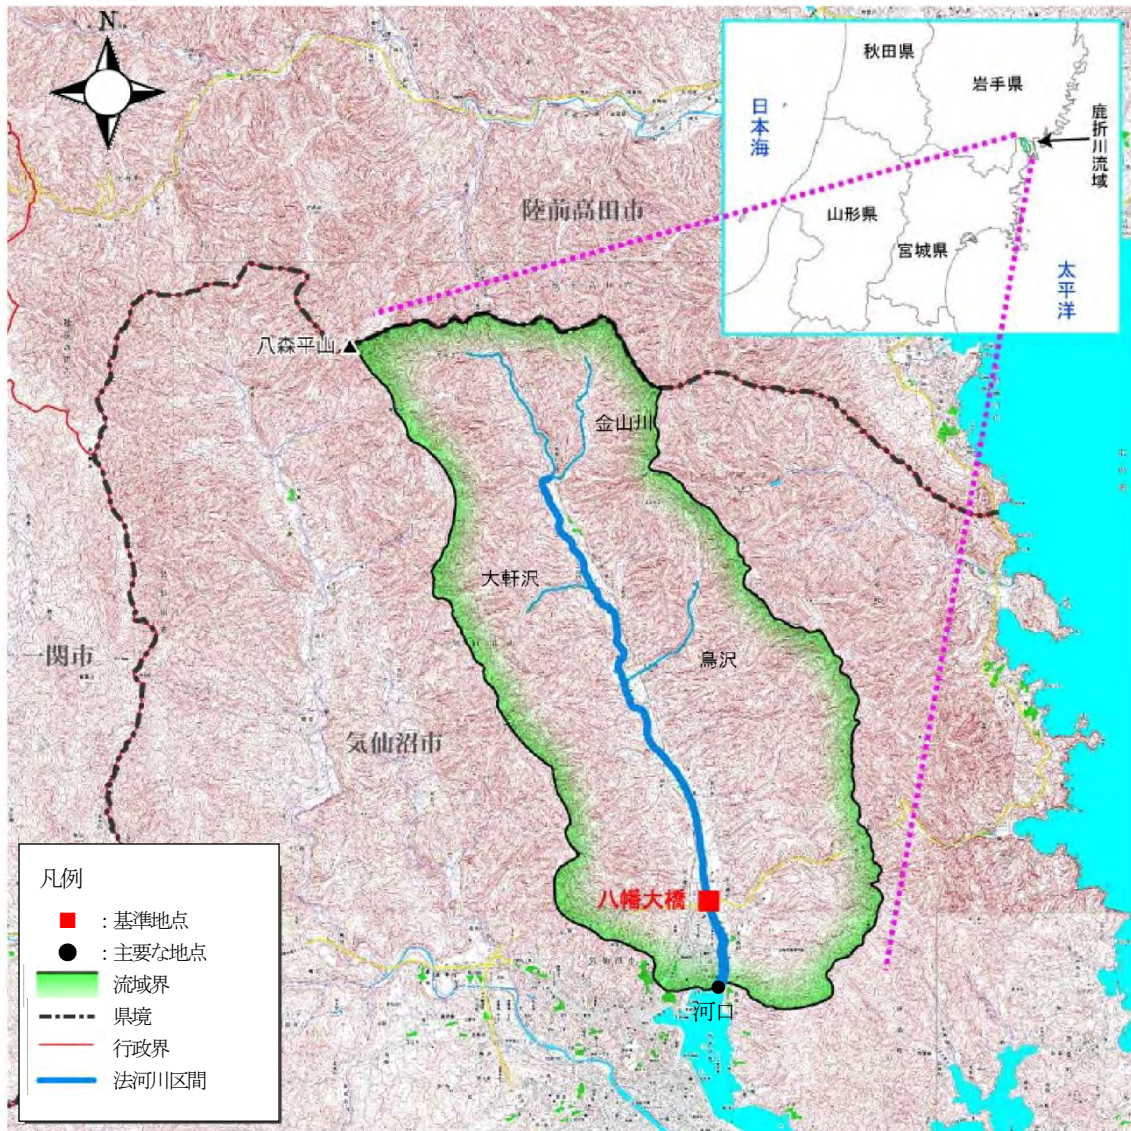 N
秋田県
岩手県
日本海
鹿折川流域
山形県
宮城県
太平洋
陸前高田市
八森平山
金山川
大軒沢
鳥沢
一関市
気仙沼市
八幡大橋
河口
凡例
：基準地点
：主要な地点
流域界
県境
行政界
法河川区間